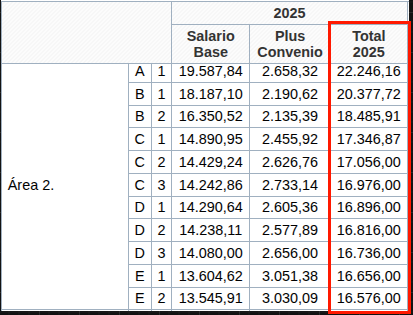 2025
Salario Base Plus Convenio Total 2025
Área 2.
A 1 19.587,84 2.658,32 22.246,16
B 1 18.187,10 2.190,62 20.377,72
B 2 16.350,52 2.135,39 18.485,91
C 1 14.890,95 2.455,92 17.346,87
C 2 14.429,24 2.626,76 17.056,00
C 3 14.242,86 2.733,14 16.976,00
D 1 14.290,64 2.605,36 16.896,00
D 2 14.238,11 2.577,89 16.816,00
D 3 14.080,00 2.656,00 16.736,00
E 1 13.604,62 3.051,38 16.656,00
E 2 13.545,91 3.030,09 16.576,00